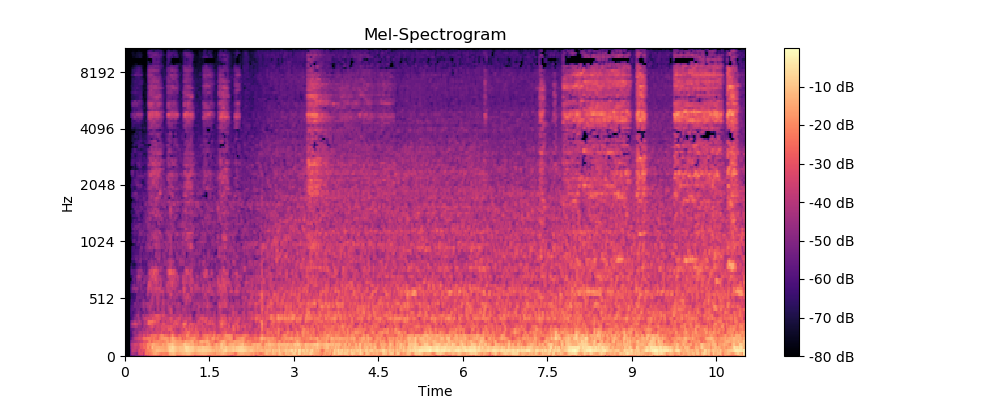 Mel-Spectrogram
8192
4096
2048
1024
512
0
Hz
0 1.5 3 4.5 6 7.5 9 10
Time
-10 dB
-20 dB
-30 dB
-40 dB
-50 dB
-60 dB
-70 dB
-80 dB